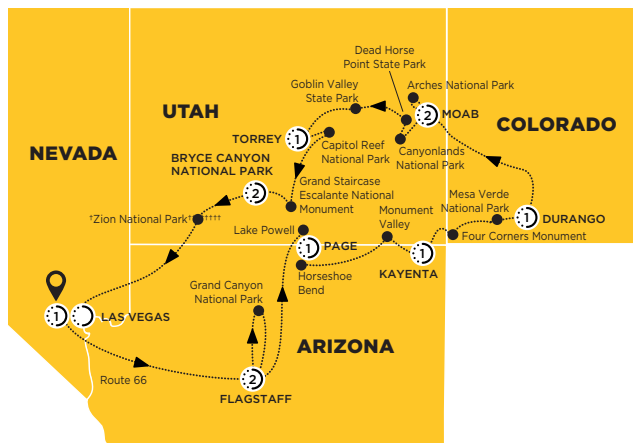 Dead Horse
Point State Park
Arches National Park
Goblin Valley
State Park
UTAH
2
MOAB
COLORADO
TORREY
1
Capitol Reef
National Park
Canyonlands
National Park
NEVADA
BRYCE CANYON
NATIONAL PARK
2
Grand Staircase
Escalante National
Monument
Mesa Verde
National Park
1
DURANGO
†Zion National Park††††††
Monument
Valley
Four Corners Monument
Lake Powell
1
PAGE
1
KAYENTA
Horseshoe
Bend
Grand Canyon
National Park
1
LAS VEGAS
ARIZONA
Route 66
2
FLAGSTAFF